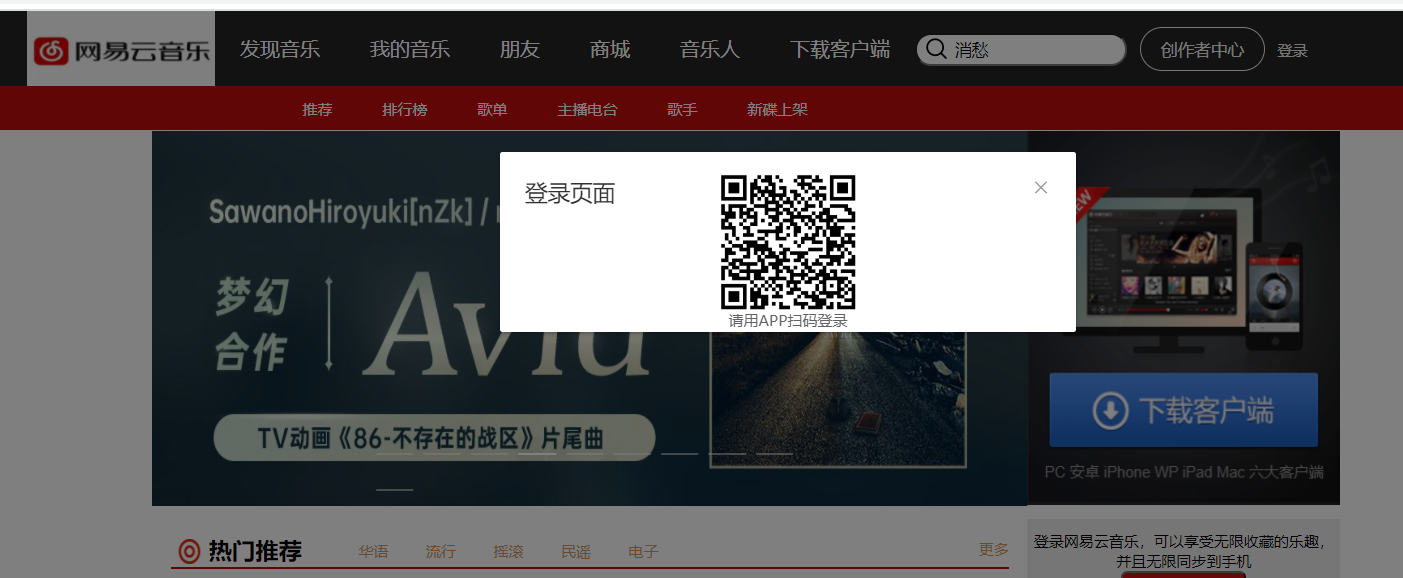 网易云音乐
发现音乐 我的音乐 朋友 商城 音乐人 下载客户端 消愁 创作者中心 登录
推荐 排行榜 歌单 主播电台 歌手 新碟上架
登录页面
请用APP扫码登录
SawanoHiroyuki[nZk] /
梦幻
合作
Avid
TV动画《86-不存在的战区》片尾曲
NEW
下载客户端
PC 安卓 iPhone WP iPad Mac 六大客户端
热门推荐 华语 流行 摇滚 民谣 电子 更多
登录网易云音乐，可以享受无限收藏的乐趣，
并且无限同步到手机